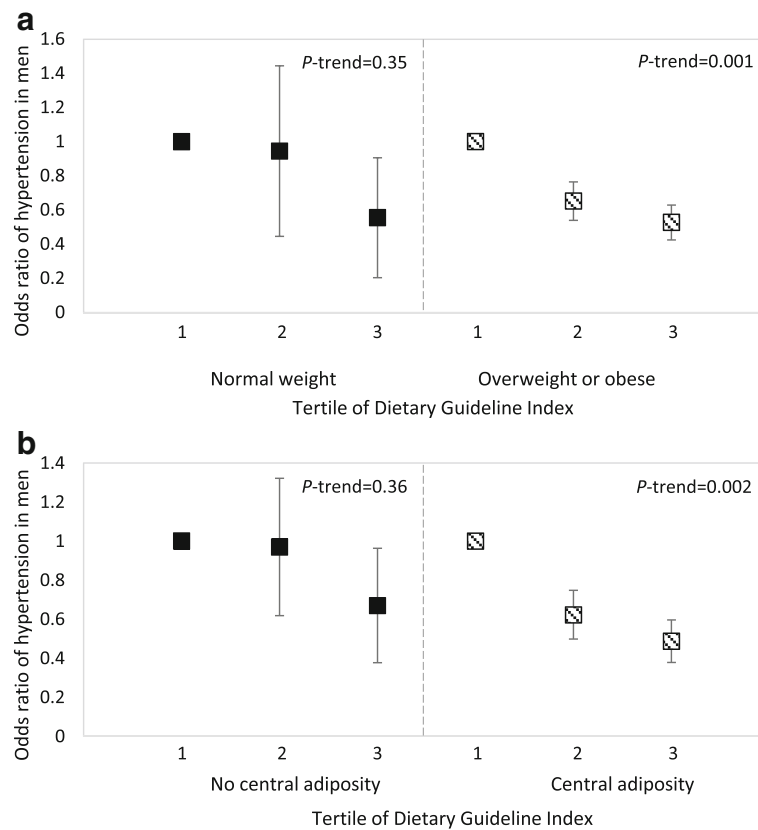 a
Odds ratio of hypertension in men
1.6
1.4
1.2
1
0.8
0.6
0.4
0.2
0
P-trend=0.35 P-trend=0.001
1 2 3 1 2 3
Normal weight Overweight or obese
Tertile of Dietary Guideline Index
b
Odds ratio of hypertension in men
1.4
1.2
1
0.8
0.6
0.4
0.2
0
P-trend=0.36 P-trend=0.002
1 2 3 1 2 3
No central adiposity Central adiposity
Tertile of Dietary Guideline Index